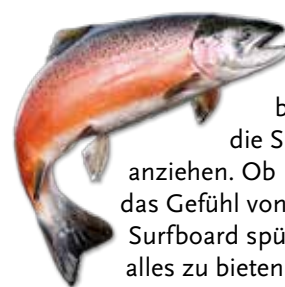 b
die S
anziehen. Ob
das Gefühl von
Surfboard spü
alles zu bieten